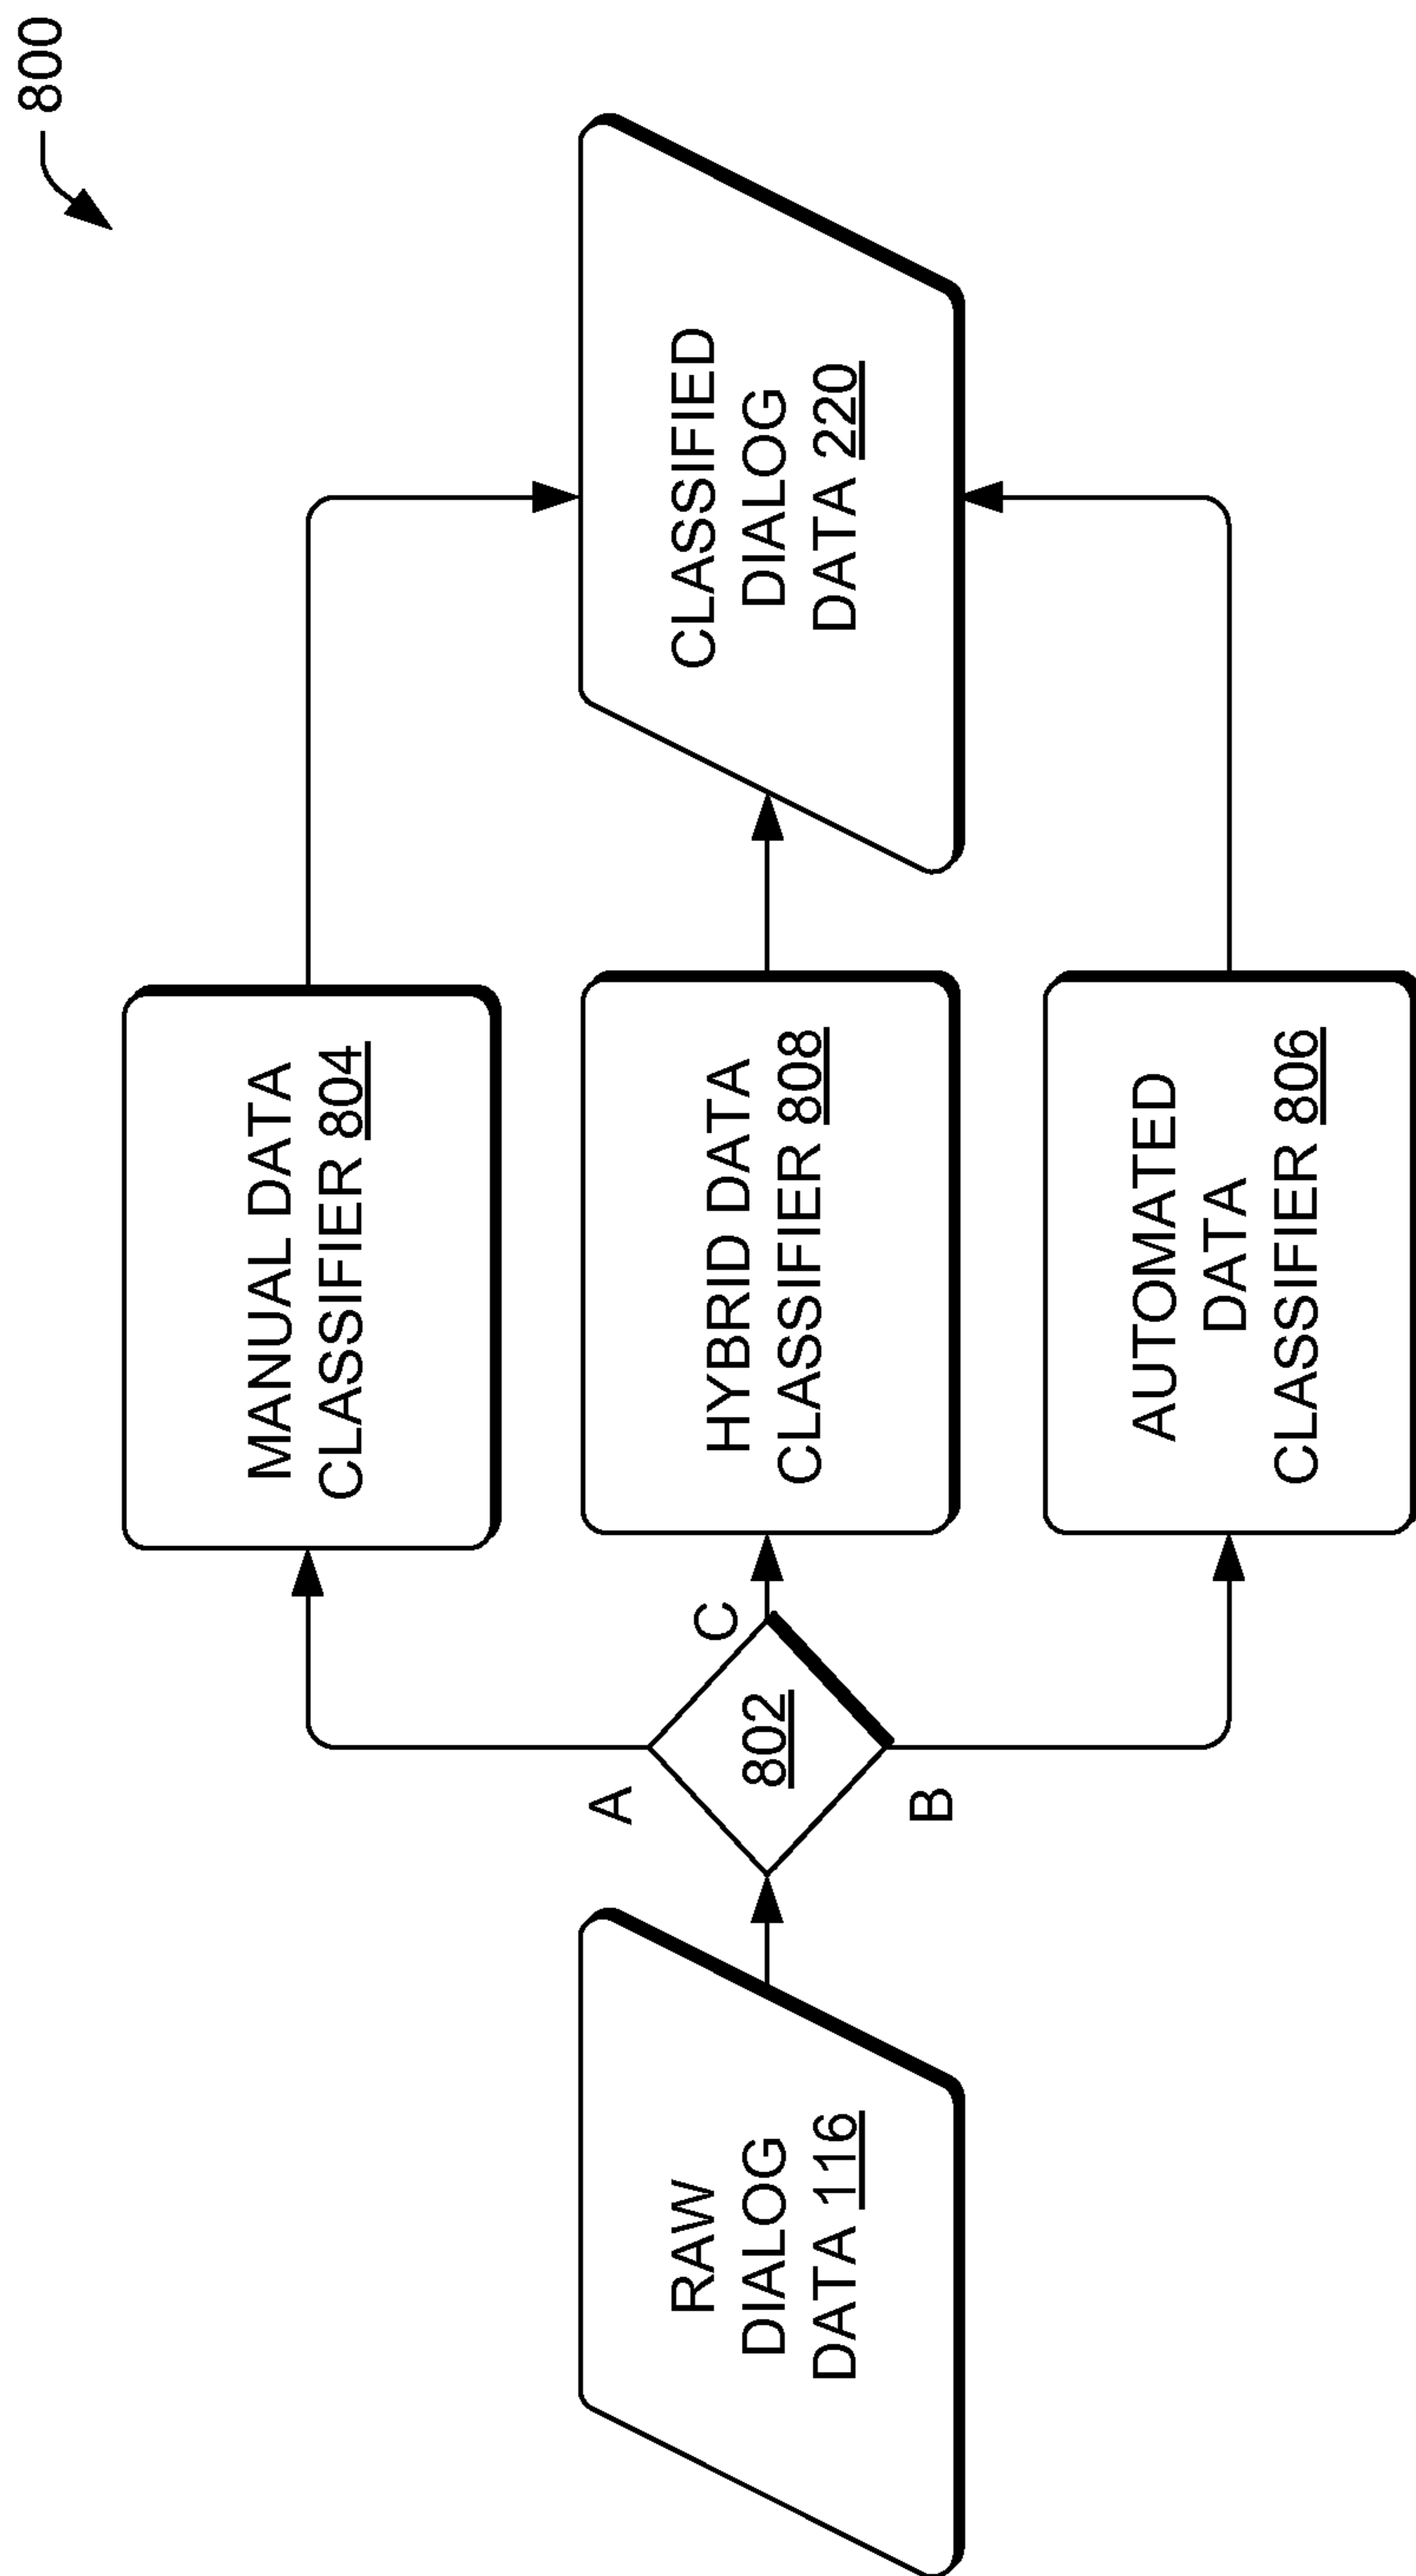 800
RAW
DIALOG
DATA 116
A
802
B
C
MANUAL DATA
CLASSIFIER 804
HYBRID DATA
CLASSIFIER 808
AUTOMATED
DATA
CLASSIFIER 806
CLASSIFIED
DIALOG
DATA 220